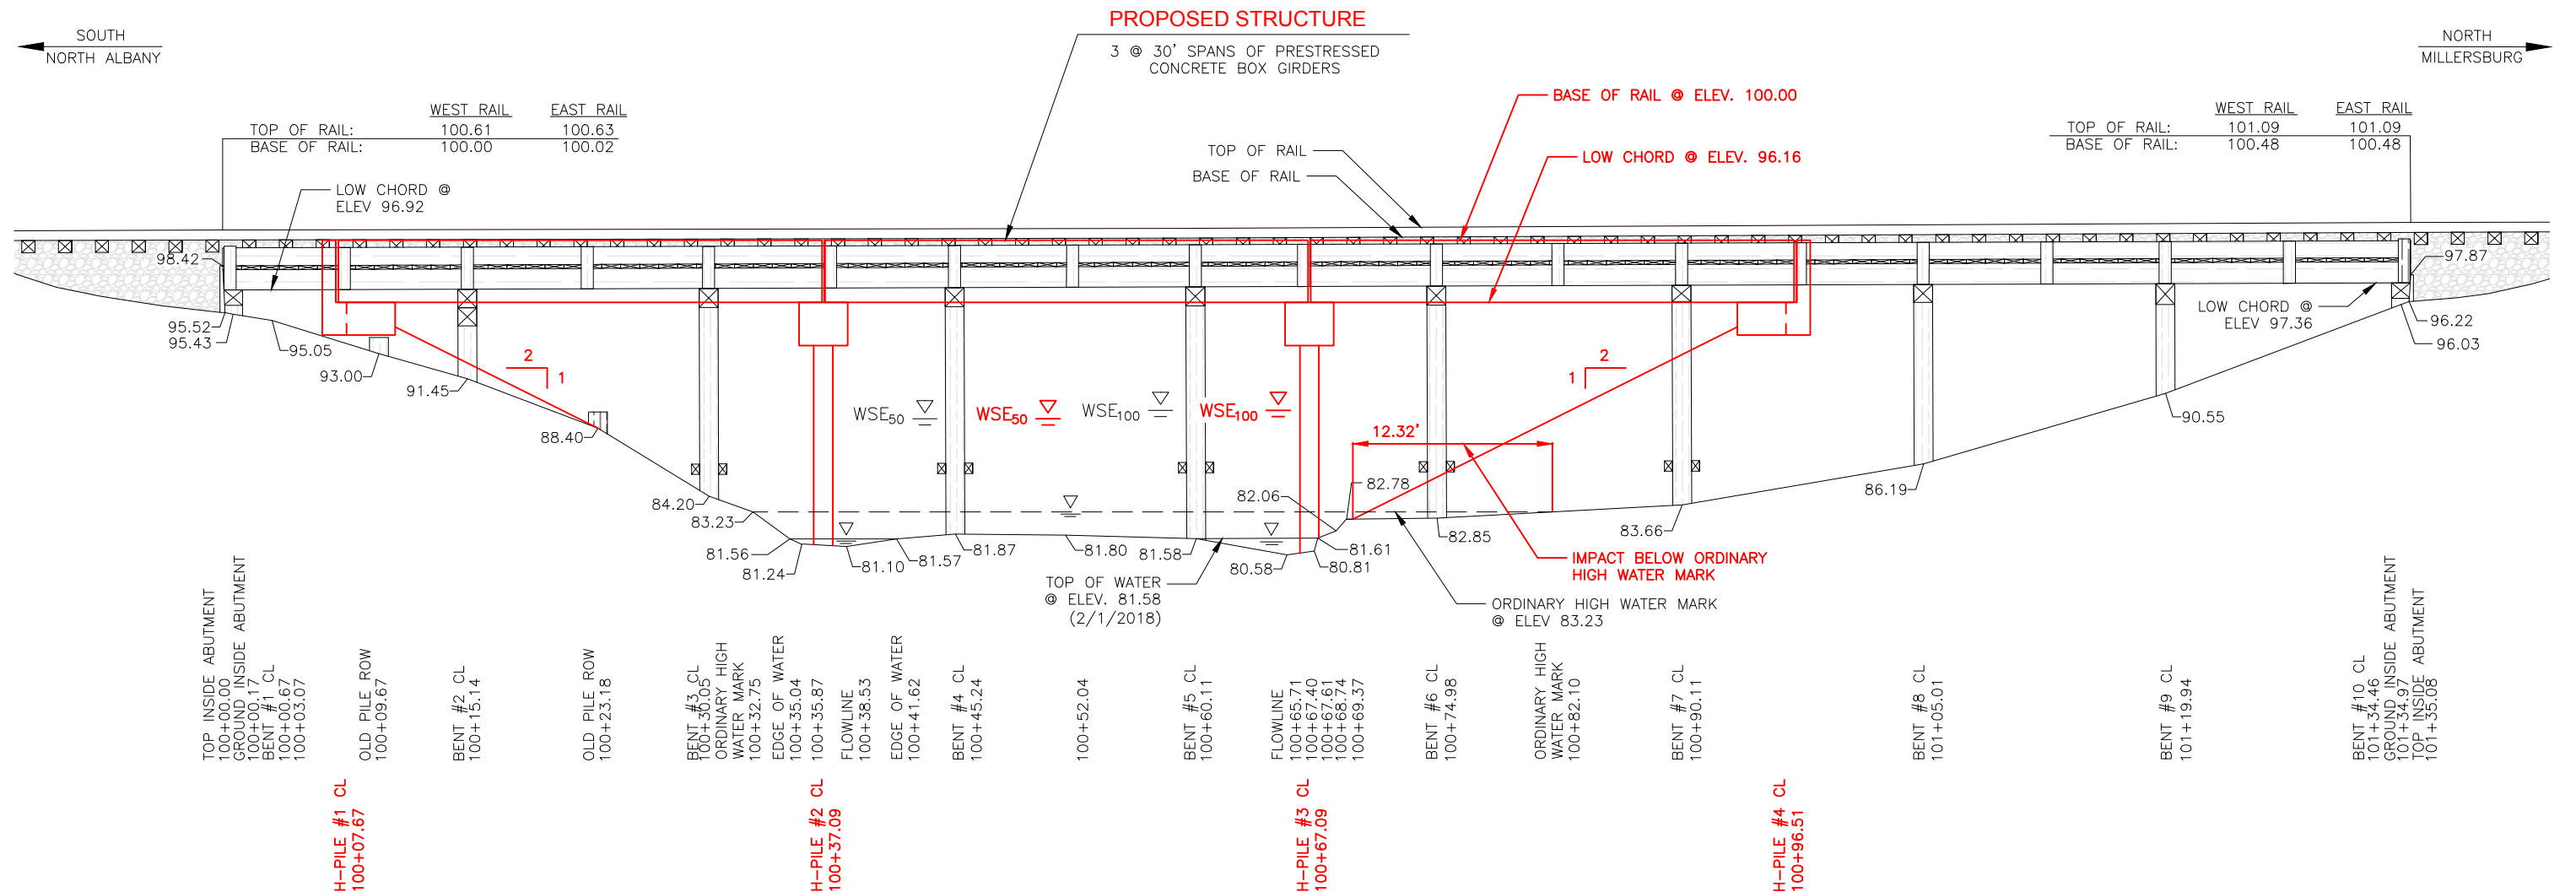 PROPOSED STRUCTURE
3 @ 30' SPANS OF PRESTRESSED
CONCRETE BOX GIRDERS
SOUTH
NORTH ALBANY
NORTH
MILLERSBURG
WEST RAIL EAST RAIL
TOP OF RAIL: 100.61 100.63
BASE OF RAIL: 100.00 100.02
BASE OF RAIL @ ELEV. 100.00
WEST RAIL EAST RAIL
TOP OF RAIL: 101.09 101.09
BASE OF RAIL: 100.48 100.48
TOP OF RAIL
BASE OF RAIL
LOW CHORD @ ELEV. 96.16
LOW CHORD @
ELEV 96.92
98.42
97.87
LOW CHORD @
ELEV 97.36
95.52
95.43
95.05
93.00
91.45
88.40
84.20
83.23
81.56
81.24
81.10
81.57
81.87
81.80
81.58
80.58
80.81
81.61
82.06
82.78
82.85
83.66
86.19
90.55
96.22
96.03
2
1
2
1
WSE50
WSE50
WSE100
WSE100
12.32'
IMPACT BELOW ORDINARY
HIGH WATER MARK
TOP OF WATER
@ ELEV. 81.58
(2/1/2018)
ORDINARY HIGH WATER MARK
@ ELEV 83.23
TOP INSIDE ABUTMENT
100+00.00
GROUND INSIDE ABUTMENT
100+00.17
BENT #1 CL
100+00.67
100+03.07
OLD PILE ROW
100+09.67
BENT #2 CL
100+15.14
OLD PILE ROW
100+23.18
BENT #3 CL
100+30.05
ORDINARY HIGH
WATER MARK
100+32.75
EDGE OF WATER
100+35.04
100+35.87
FLOWLINE
100+38.53
EDGE OF WATER
100+41.62
BENT #4 CL
100+45.24
100+52.04
BENT #5 CL
100+60.11
FLOWLINE
100+65.71
100+67.40
100+67.61
100+68.74
100+69.37
BENT #6 CL
100+74.98
ORDINARY HIGH
WATER MARK
100+82.10
BENT #7 CL
100+90.11
BENT #8 CL
101+05.01
BENT #9 CL
101+19.94
BENT #10 CL
101+34.46
GROUND INSIDE ABUTMENT
101+34.97
TOP INSIDE ABUTMENT
101+35.08
H-PILE #1 CL
100+07.67
H-PILE #2 CL
100+37.09
H-PILE #3 CL
100+67.09
H-PILE #4 CL
100+96.51